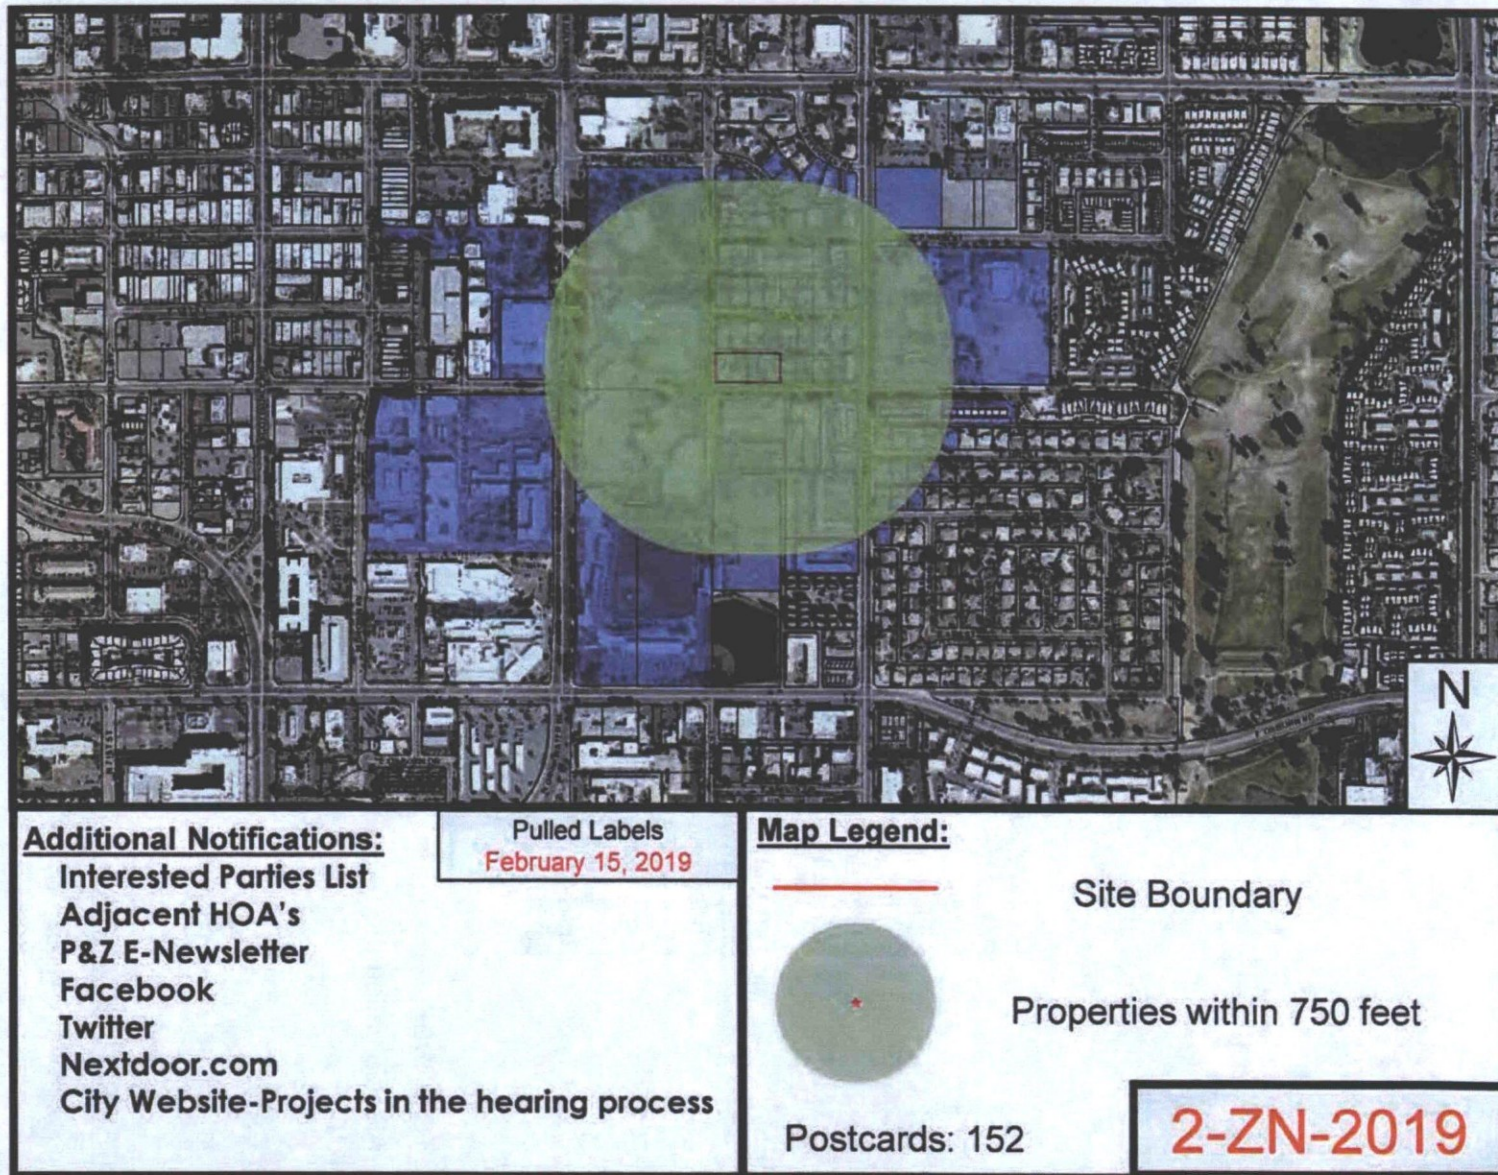 N
Additional Notifications:
Interested Parties List
Adjacent HOA's
P&Z E-Newsletter
Facebook
Twitter
Nextdoor.com
City Website-Projects in the hearing process
Pulled Labels
February 15, 2019
Map Legend:
Site Boundary
Properties within 750 feet
Postcards: 152
2-ZN-2019